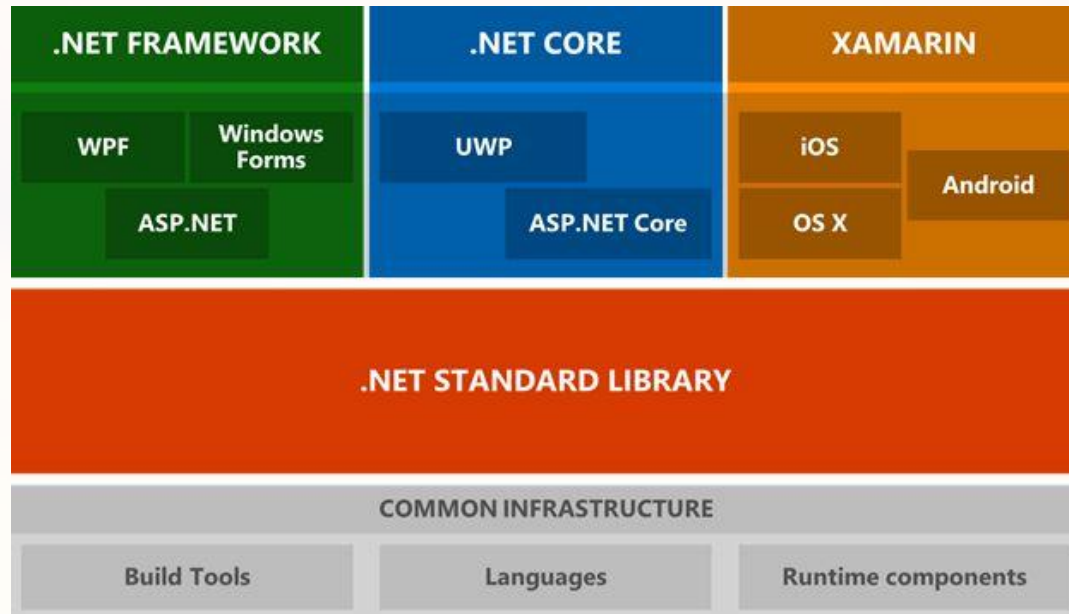 .NET FRAMEWORK
.NET CORE
XAMARIN
WPF
Windows
Forms
ASP.NET
UWP
ASP.NET Core
iOS
Android
OS X
.NET STANDARD LIBRARY
COMMON INFRASTRUCTURE
Build Tools
Languages
Runtime components